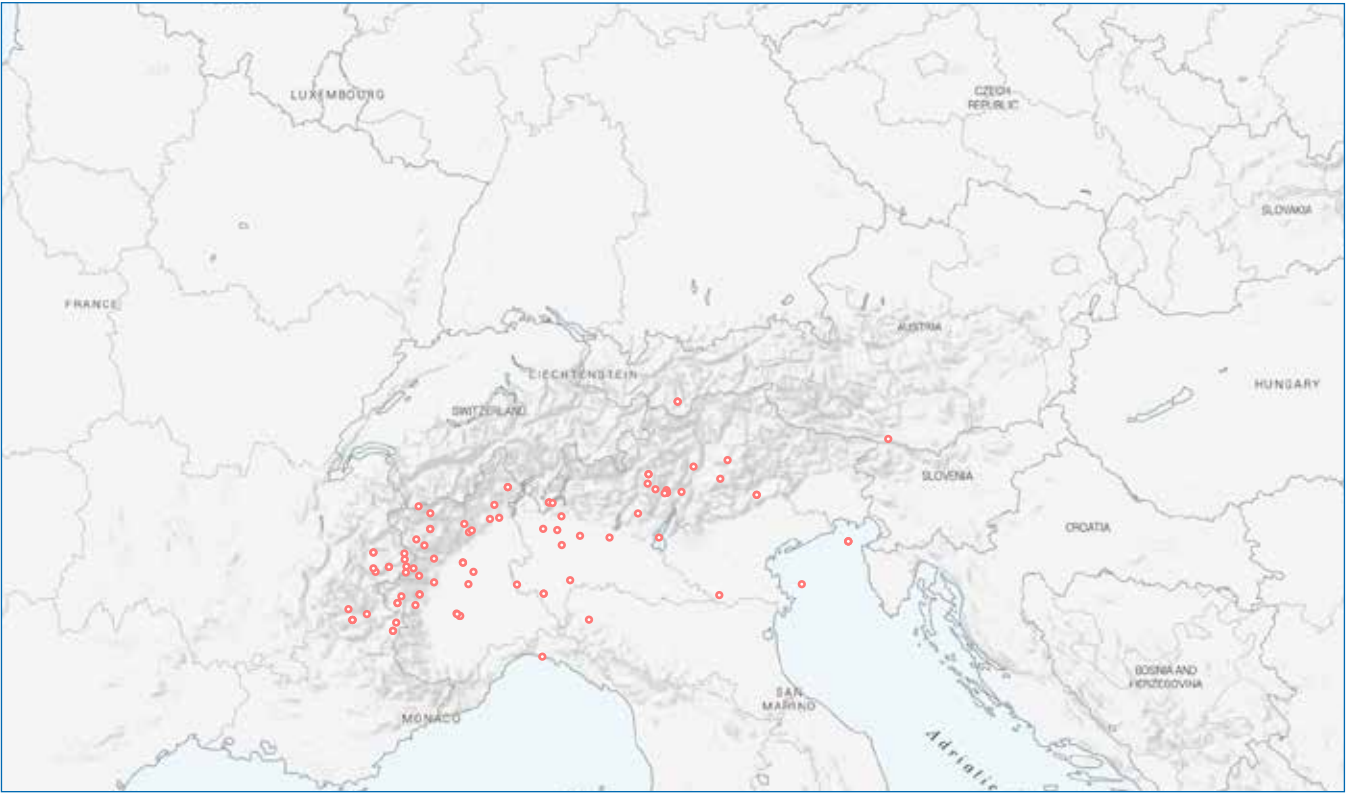 LUXEMBOURG
CZECH
REPUBLIC
SLOVAKIA
FRANCE
AUSTRIA
LIECHTENSTEIN
HUNGARY
SWITZERLAND
SLOVENIA
CROATIA
BOSNIA AND
HERZEGOVINA
SAN
MARINO
MONACO
Adriatic